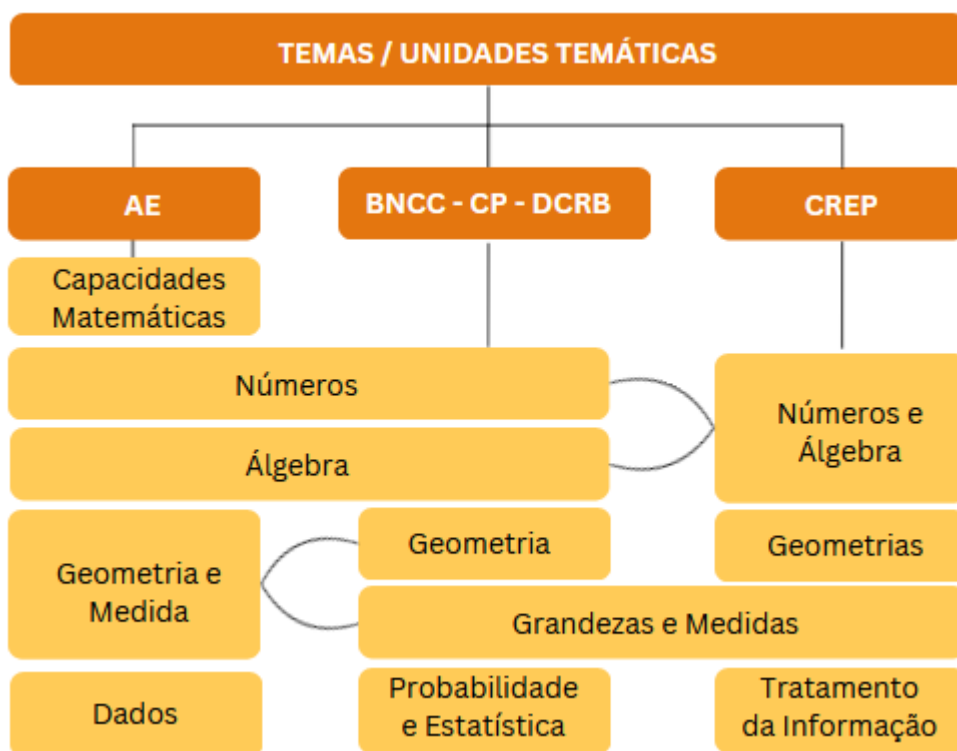 TEMAS / UNIDADES TEMÁTICAS
AE
BNCC - CP - DCRB
CREP
Capacidades
Matemáticas
Números
Números e
Álgebra
Álgebra
Geometria e
Medida
Geometria
Geometrias
Grandezas e Medidas
Dados
Probabilidade
e Estatística
Tratamento
da Informação